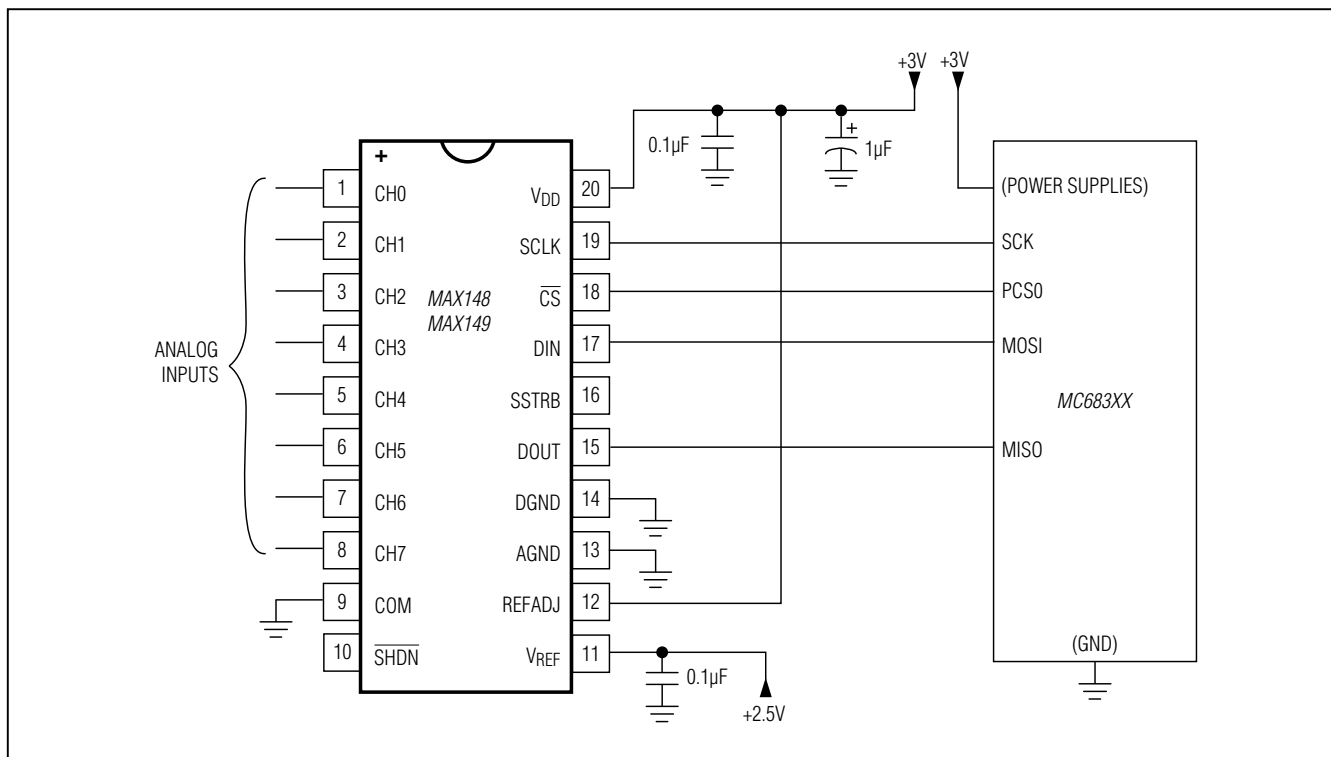 +3V +3V
0.1µF
+
1µF
+
1 CH0 VDD 20 (POWER SUPPLIES)
2 CH1 SCLK 19 SCK
3 CH2 MAX148 CS 18 PCS0
MAX149
4 CH3 DIN 17 MOSI
ANALOG
INPUTS
5 CH4 SSTRB 16 MC683XX
6 CH5 DOUT 15 MISO
7 CH6 DGND 14
8 CH7 AGND 13
9 COM REFADJ 12
10 SHDN VREF 11 (GND)
0.1µF
+2.5V